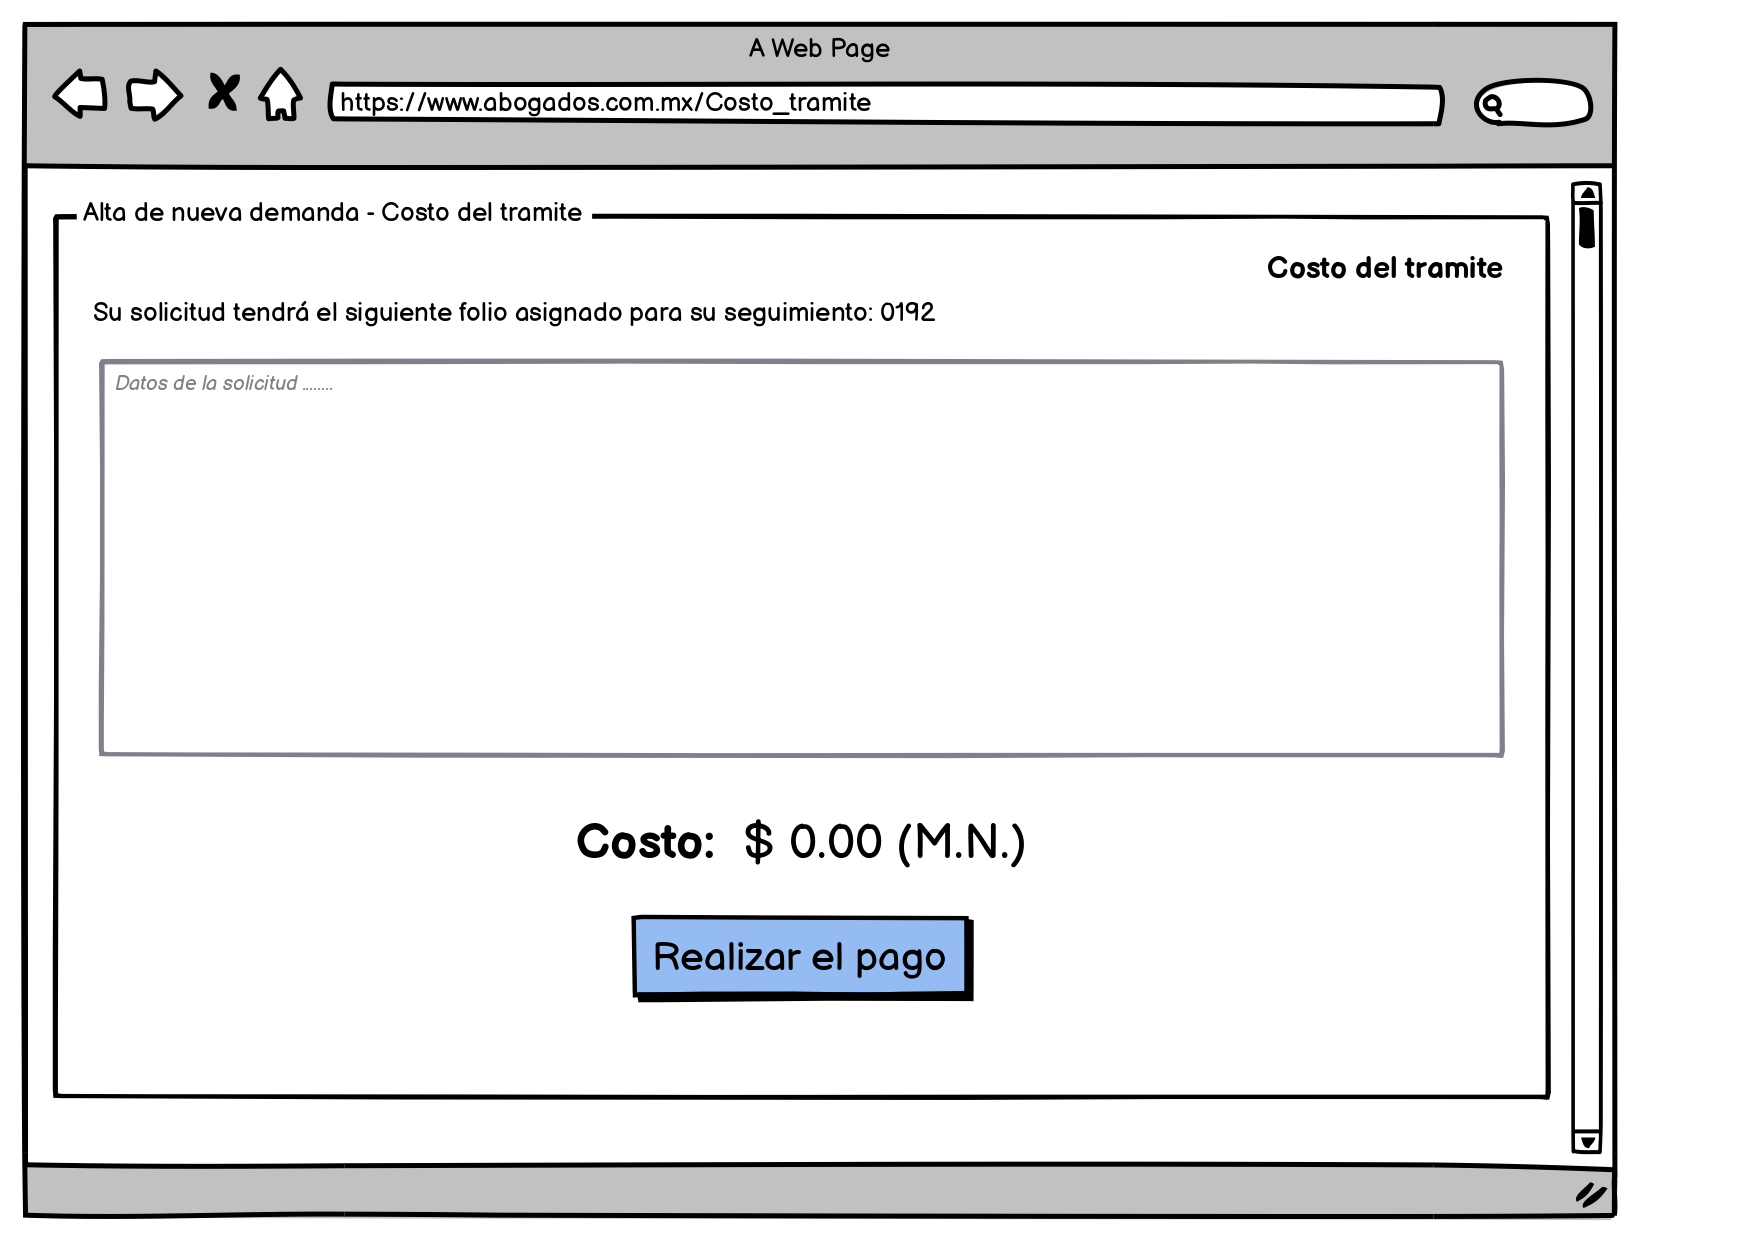 A Web Page
https://www.abogados.com.mx/Costo_tramite
Alta de nueva demanda - Costo del tramite
Costo del tramite
Su solicitud tendrá el siguiente folio asignado para su seguimiento: 0192
Datos de la solicitud ........
Costo: $ 0.00 (M.N.)
Realizar el pago